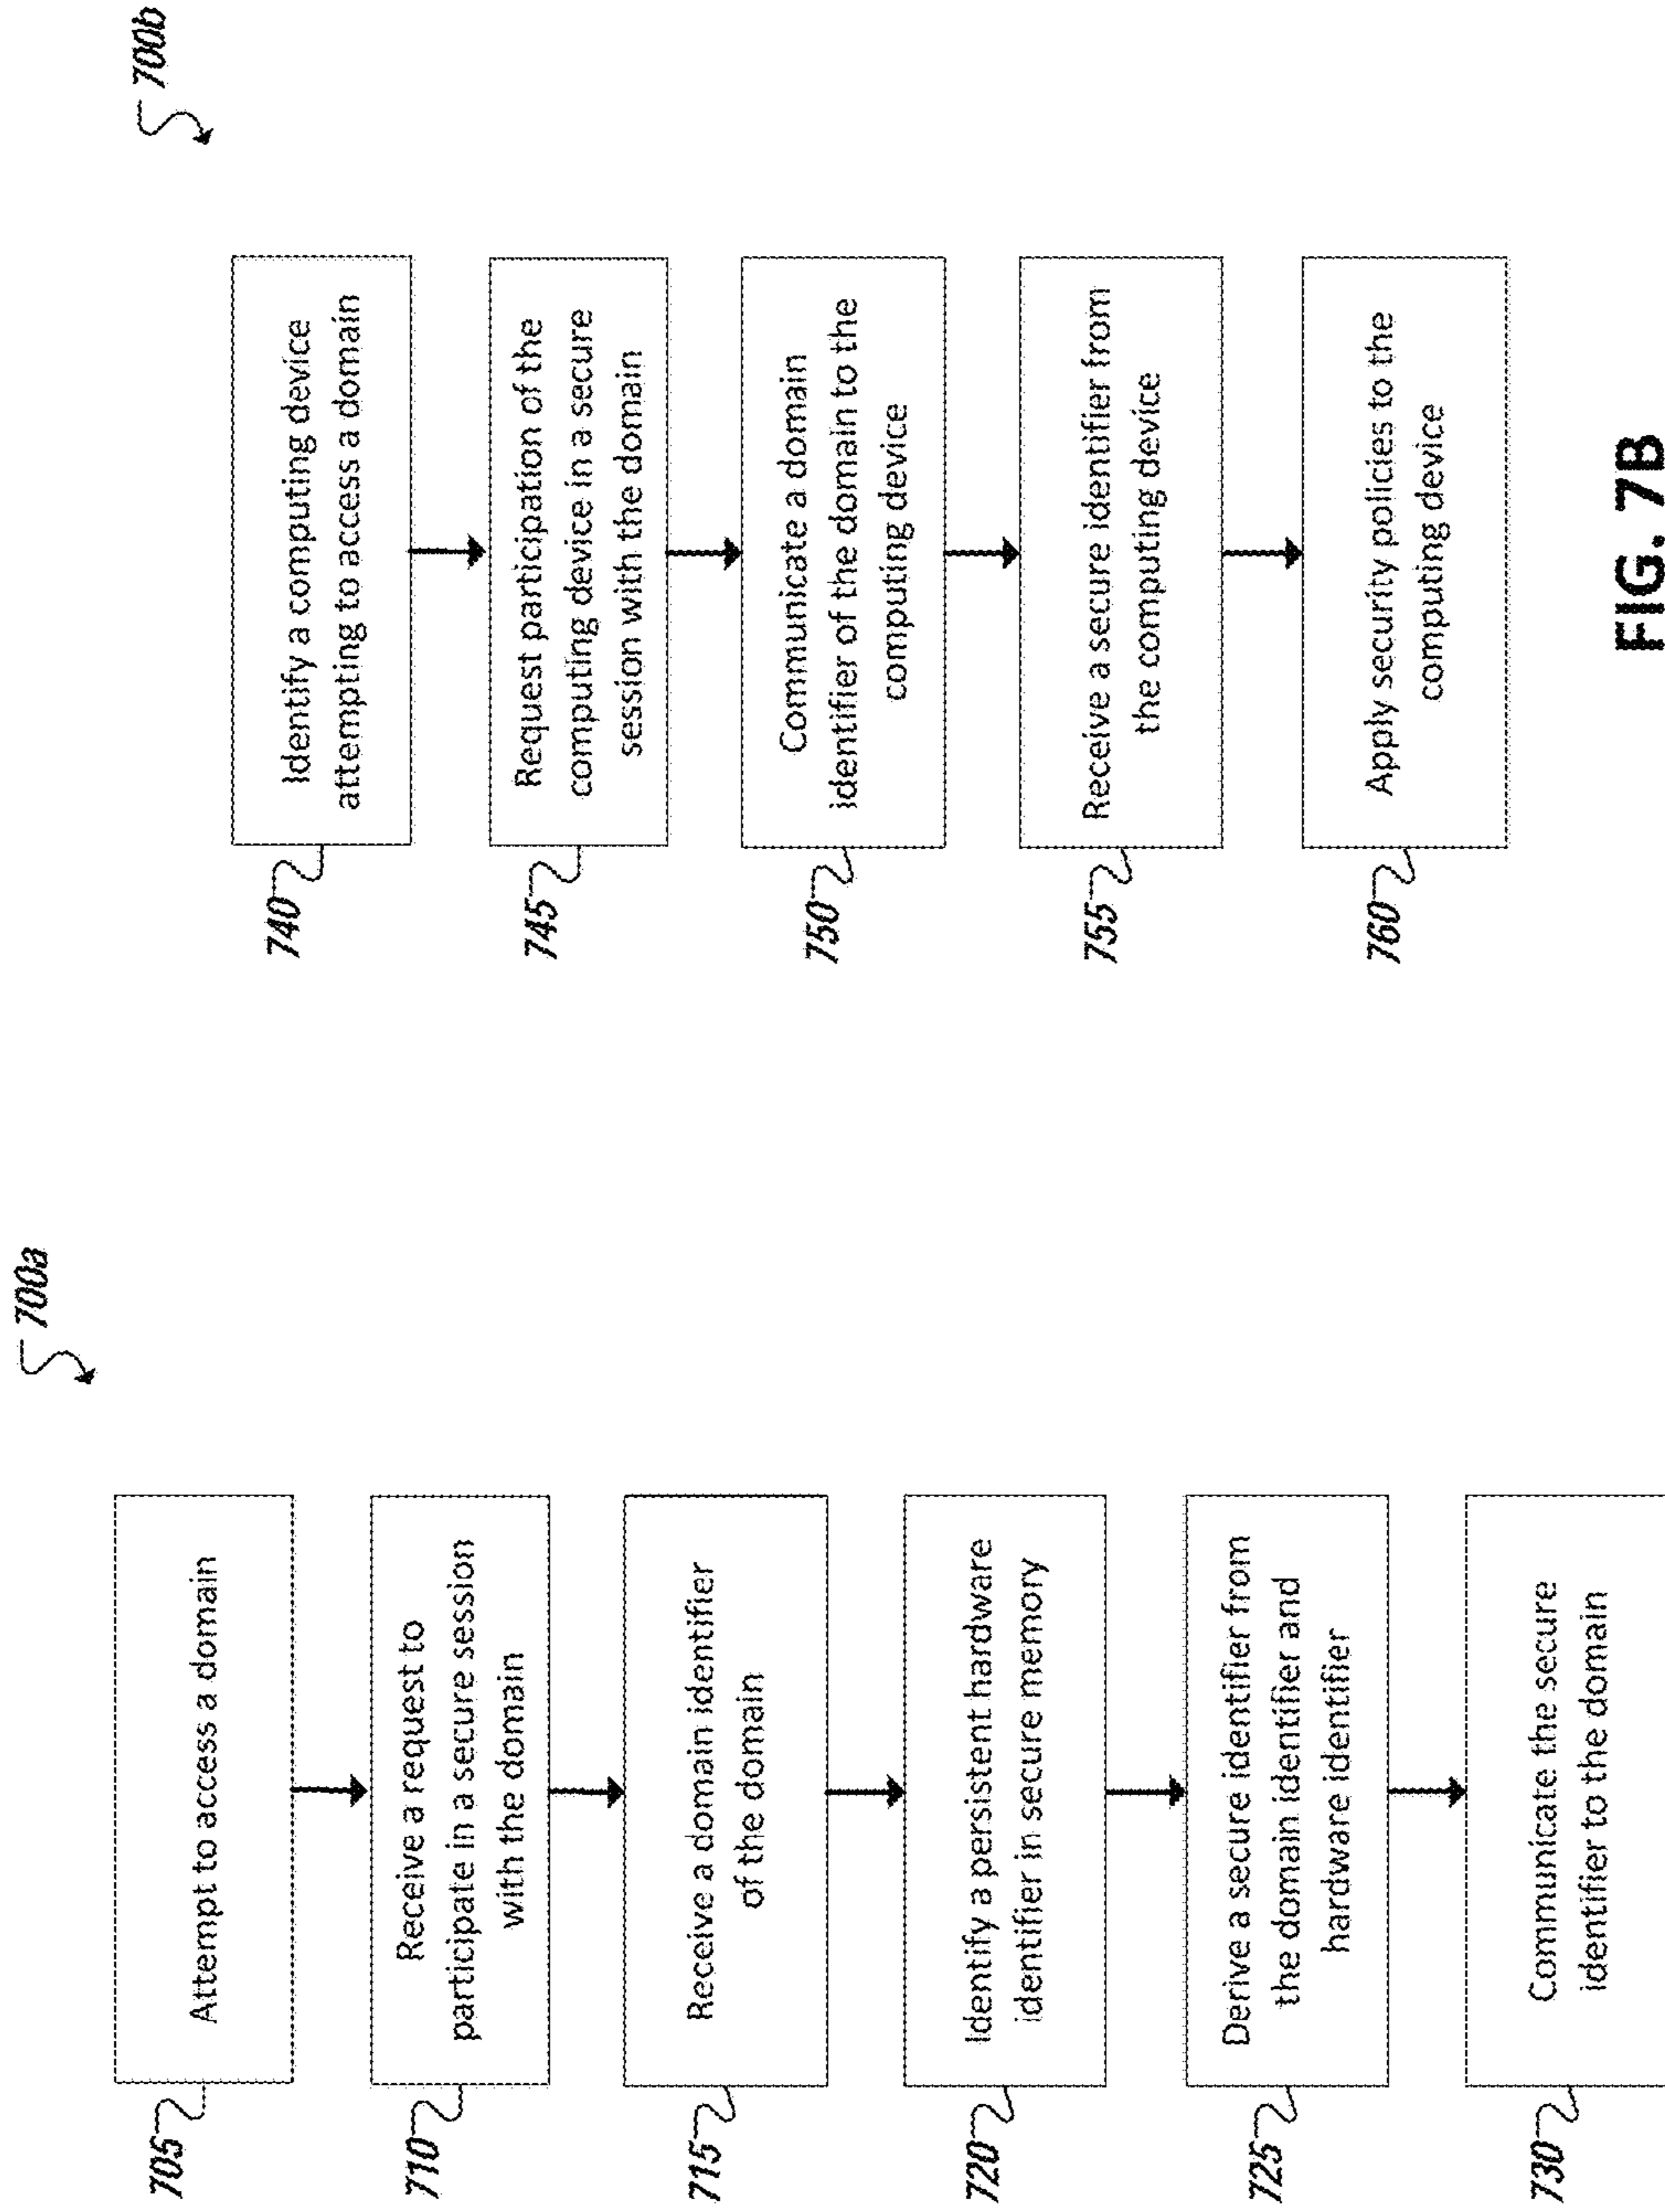 700a
705
Attempt to access a domain
710
Receive a request to
participate in a secure session
with the domain
715
Receive a domain identifier
of the domain
720
Identify a persistent hardware
identifier in secure memory
725
Derive a secure identifier from
the domain identifier and
hardware identifier
730
Communicate the secure
identifier to the domain
700b
740
Identify a computing device
attempting to access a domain
745
Request participation of the
computing device in a secure
session with the domain
750
Communicate a domain
identifier of the domain to the
computing device
755
Receive a secure identifier from
the computing device
760
Apply security policies to the
computing device
FIG. 7B